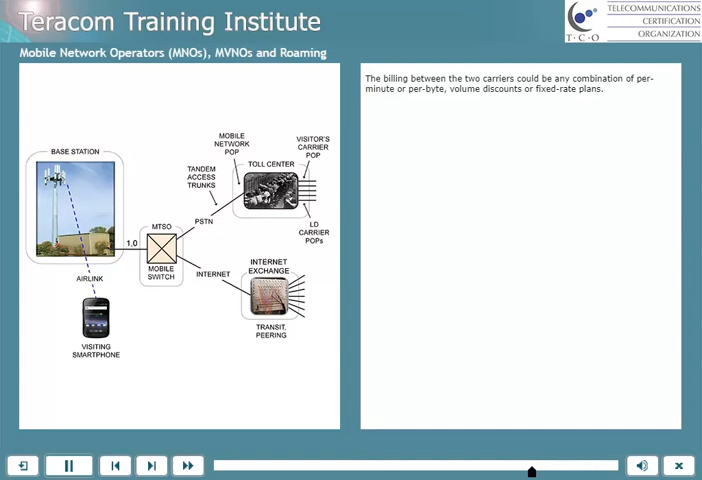 Teracom Training Institute
TELECOMMUNICATIONS
CERTIFICATION
ORGANIZATION
T·C·O
Mobile Network Operators (MNOs), MVNOs and Roaming
The billing between the two carriers could be any combination of per-
minute or per-byte, volume discounts or fixed-rate plans.
BASE STATION
MOBILE
NETWORK
POP
VISITOR'S
CARRIER
POP
TOLL CENTER
TANDEM
ACCESS
TRUNKS
PSTN
LD
CARRIER
POPs
MTSO
1,0
MOBILE
SWITCH
INTERNET
INTERNET
EXCHANGE
AIRLINK
TRANSIT,
PEERING
VISITING
SMARTPHONE